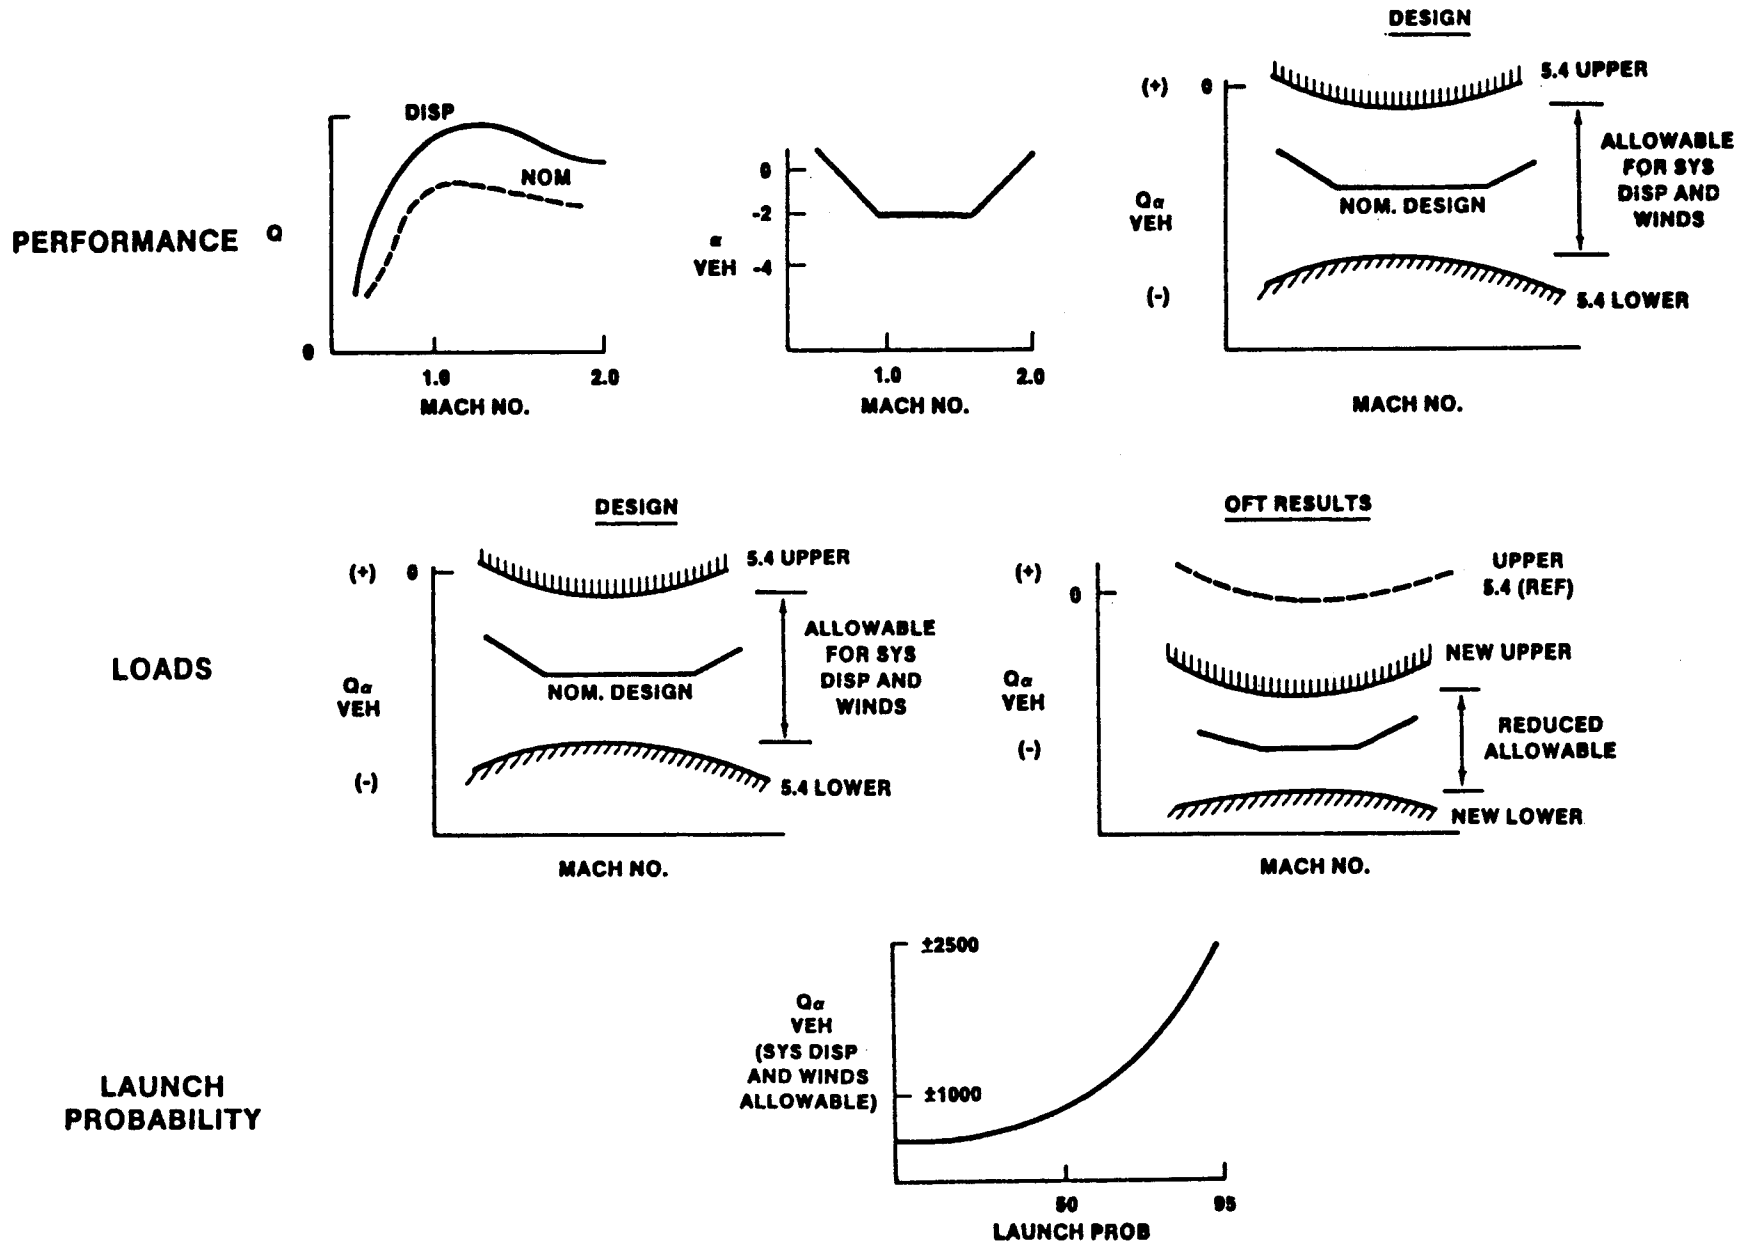 DESIGN
PERFORMANCE
Q
DISP
NOM
0
1.0
2.0
MACH NO.
α
VEH
0
-2
-4
1.0
2.0
MACH NO.
(+)
0
5.4 UPPER
ALLOWABLE
FOR SYS
DISP AND
WINDS
Qα
VEH
NOM. DESIGN
(-)
5.4 LOWER
MACH NO.
LOADS
DESIGN
(+)
0
5.4 UPPER
ALLOWABLE
FOR SYS
DISP AND
WINDS
Qα
VEH
NOM. DESIGN
(-)
5.4 LOWER
MACH NO.
OFT RESULTS
(+)
0
UPPER
5.4 (REF)
NEW UPPER
Qα
VEH
REDUCED
ALLOWABLE
(-)
NEW LOWER
MACH NO.
LAUNCH
PROBABILITY
±2500
Qα
VEH
(SYS DISP
AND WINDS
ALLOWABLE)
±1000
50
95
LAUNCH PROB